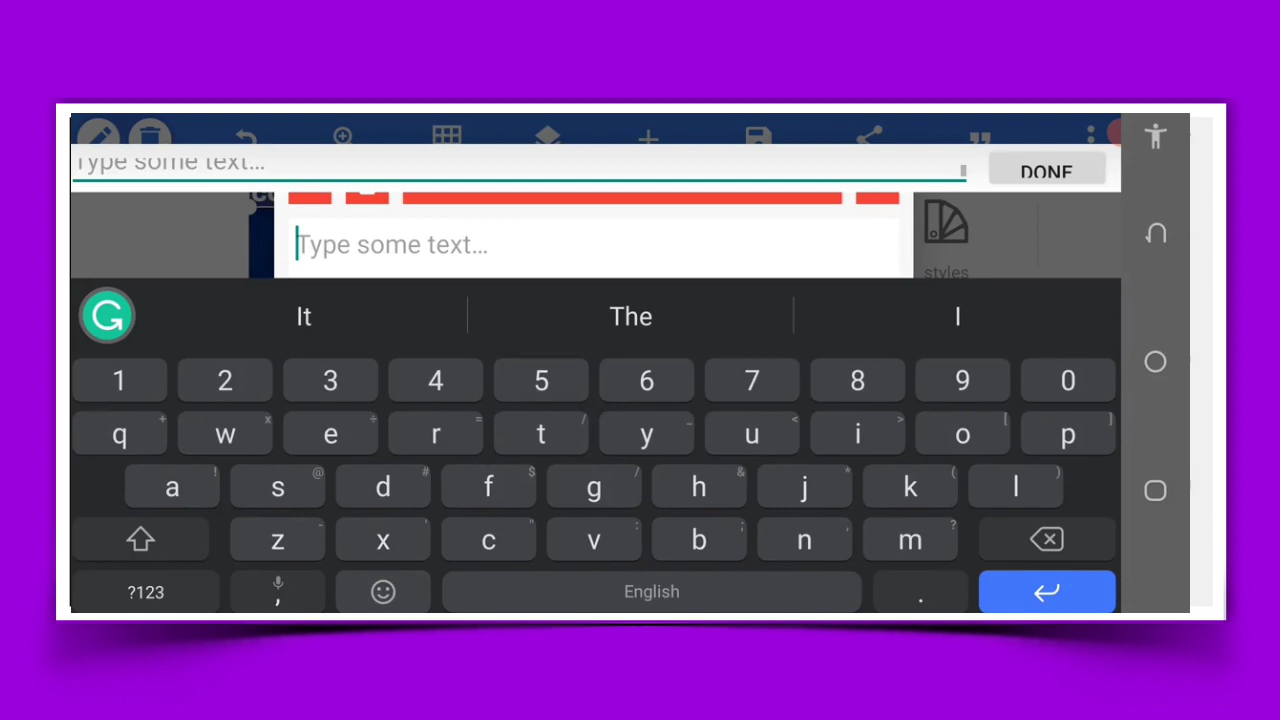 Type some text...
DONE
Type some text...
styles
It The I
1 2 3 4 5 6 7 8 9 0
q + w x e ÷ r = t / y _ u < i > o [ p ]
a ! s @ d # f $ g / h & j * k ( l )
z - x ' c " v : b ; n , m ?
?123 , English .